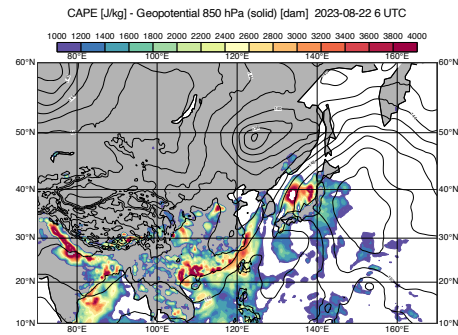 CAPE [J/kg] - Geopotential 850 hPa (solid) [dam] 2023-08-22 6 UTC
1000 1200 1400 1600 1800 2000 2200 2400 2600 2800 3000 3200 3400 3600 3800 4000
80°E 100°E 120°E 140°E 160°E
60°N 60°N
50°N 50°N
40°N 40°N
30°N 30°N
20°N 20°N
10°N 10°N
80°E 100°E 120°E 140°E 160°E